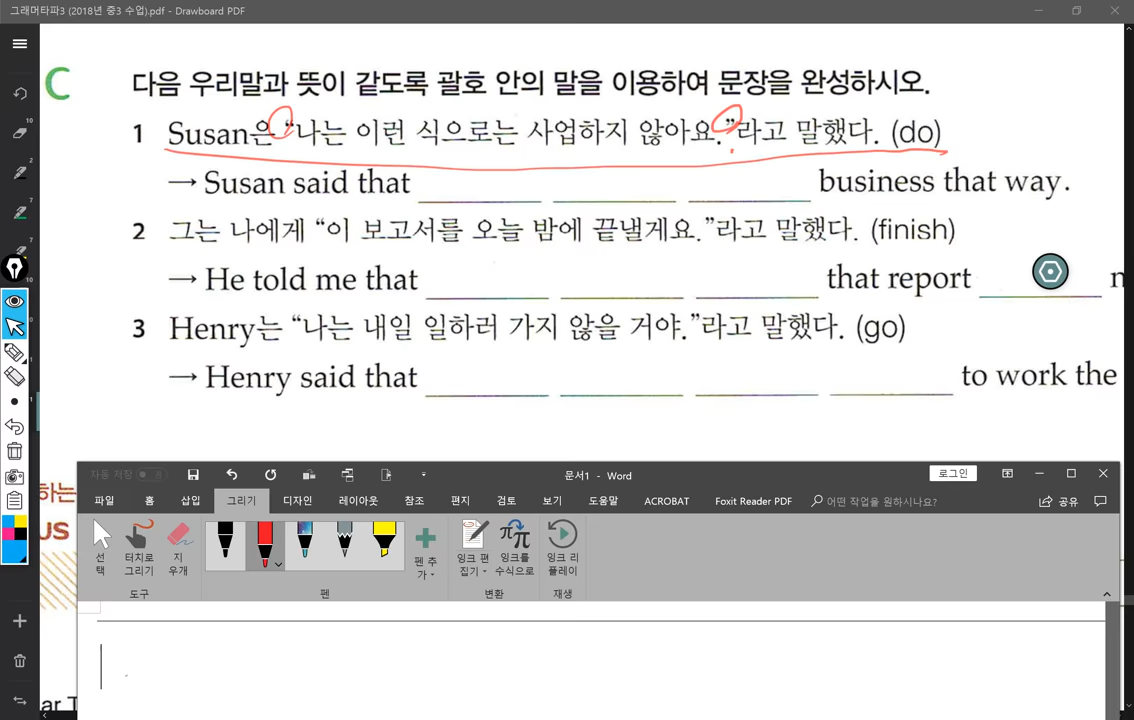 그래머타파3 (2018년 중3 수업).pdf - Drawboard PDF
C
다음 우리말과 뜻이 같도록 괄호 안의 말을 이용하여 문장을 완성하시오.
1 Susan은 “나는 이런 식으로는 사업하지 않아요.”라고 말했다. (do)
→ Susan said that business that way.
2 그는 나에게 “이 보고서를 오늘 밤에 끝낼게요.”라고 말했다. (finish)
→ He told me that that report n
3 Henry는 “나는 내일 일하러 가지 않을 거야.”라고 말했다. (go)
→ Henry said that to work the
하는
US
자동 저장
문서1 - Word
로그인
파일 홈 삽입 그리기 디자인 레이아웃 참조 편지 검토 보기 도움말 ACROBAT Foxit Reader PDF 어떤 작업을 원하시나요? 공유
선택
터치로 그리기
지우개
펜 추가
잉크 편집기
잉크를 수식으로
잉크 리플레이
도구 펜 변환 재생
ar T